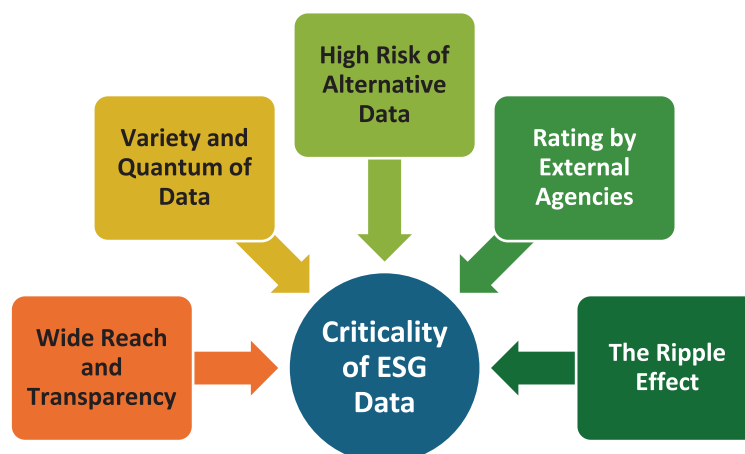 High Risk of
Alternative
Data
Variety and
Quantum of
Data
Rating by
External
Agencies
Wide Reach
and
Transparency
Criticality
of ESG
Data
The Ripple
Effect